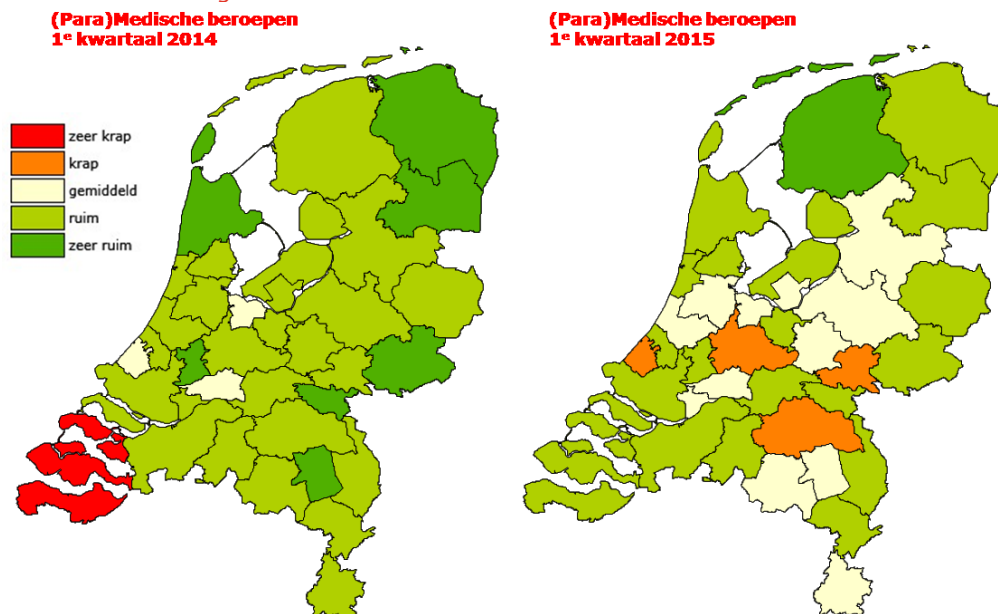 (Para)Medische beroepen
1e kwartaal 2014
(Para)Medische beroepen
1e kwartaal 2015
zeer krap
krap
gemiddeld
ruim
zeer ruim